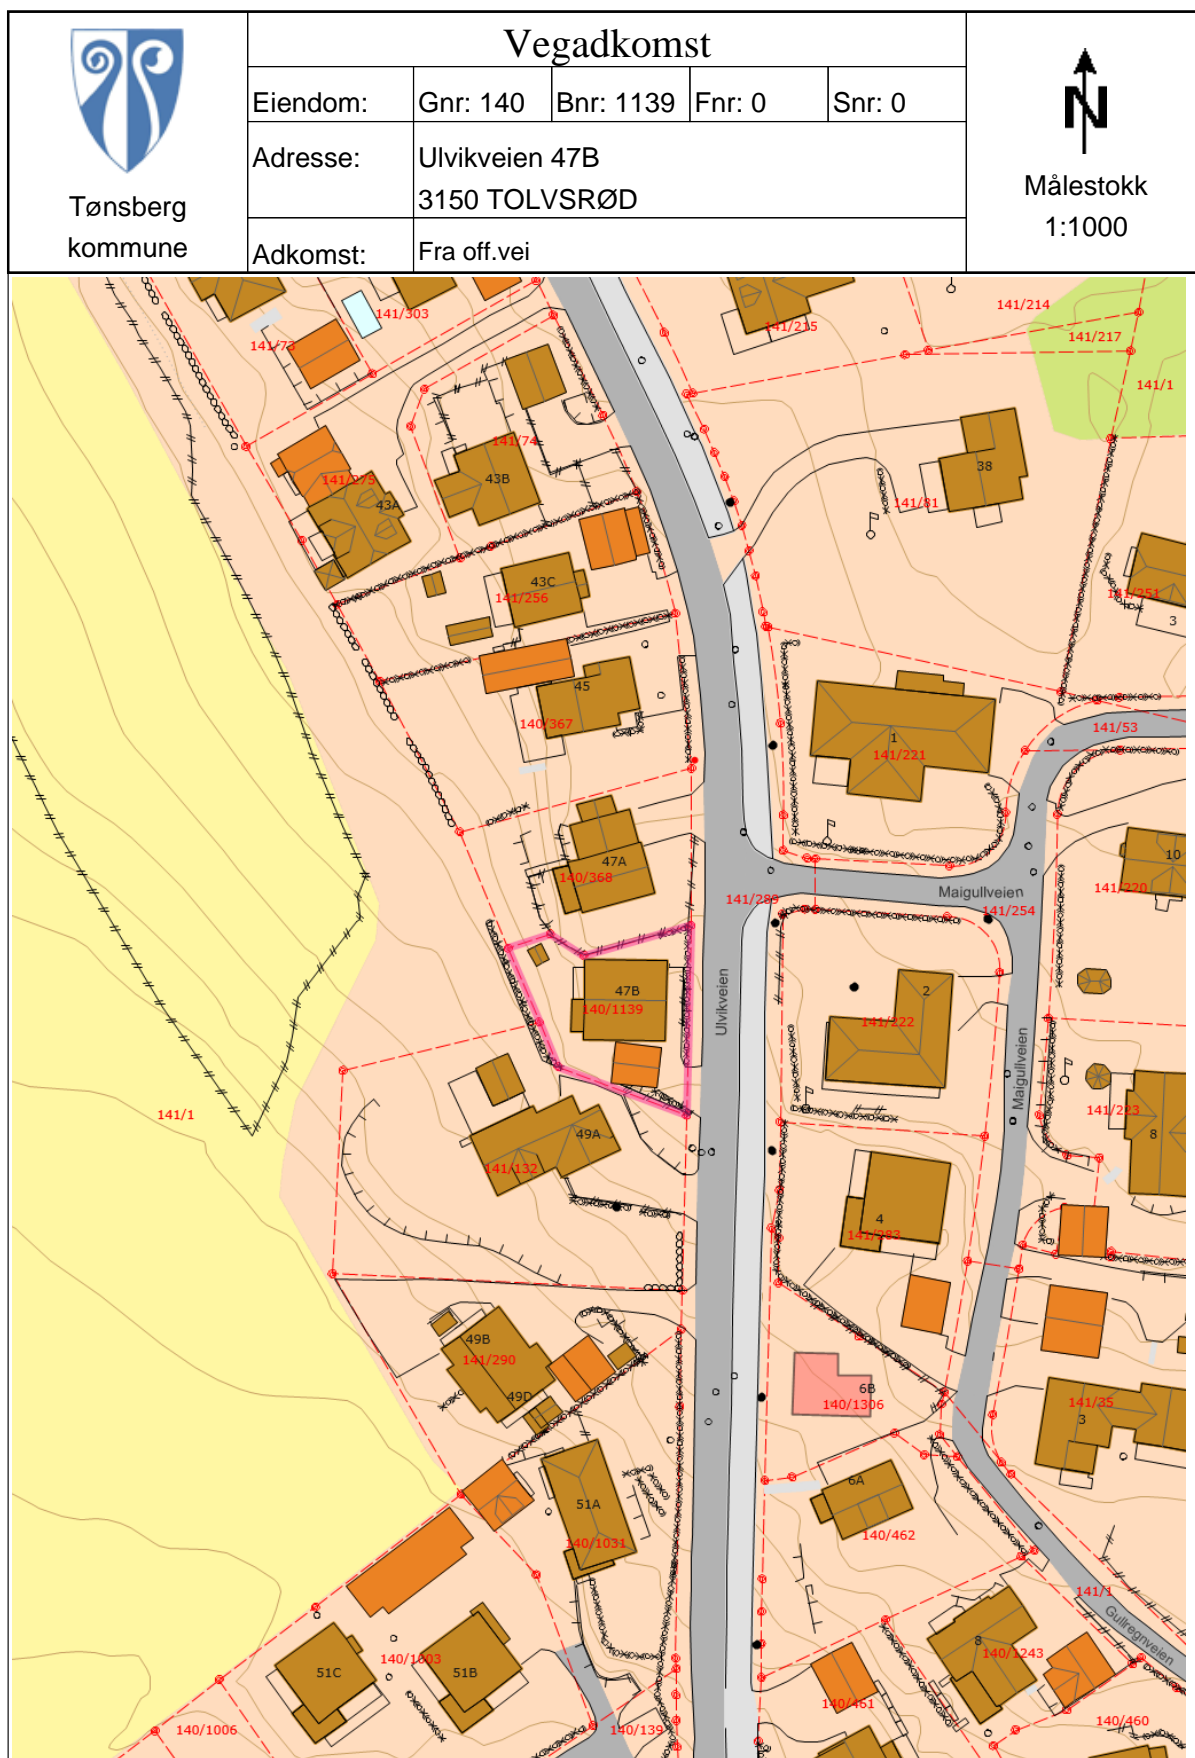 Vegadkomst
Eiendom: Gnr: 140 Bnr: 1139 Fnr: 0 Snr: 0
Adresse: Ulvikveien 47B
3150 TOLVSRØD
Adkomst: Fra off.vei
Tønsberg
kommune
N
Målestokk
1:1000
141/303
141/73
141/215
141/214
141/217
141/1
141/74
43B
141/275
43A
38
141/81
43C
141/256
141/251
3
45
140/367
1
141/221
141/53
47A
140/368
10
141/220
Maigullveien
141/289
141/254
47B
140/1139
Ulvikveien
2
141/222
Maigullveien
141/1
49A
141/132
141/223
8
4
141/283
49B
141/290
49D
6B
140/1306
141/35
3
51A
140/1031
6A
140/462
141/1
Gullregnveien
51C
140/1603
51B
8
140/1243
140/461
140/1006
140/139
140/460